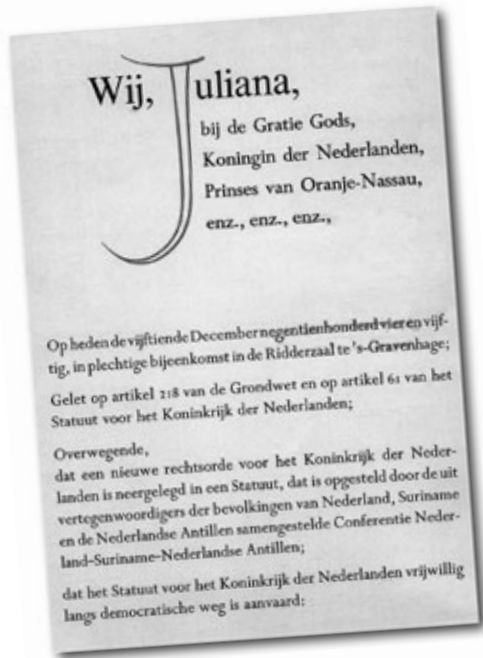 Wij, Juliana,
bij de Gratie Gods,
Koningin der Nederlanden,
Prinses van Oranje-Nassau,
enz., enz., enz.,
Op heden de vijftiende December negentienhonderd vier en vijf-
tig, in plechtige bijeenkomst in de Ridderzaal te 's-Gravenhage;
Gelet op artikel 218 van de Grondwet en op artikel 61 van het
Statuut voor het Koninkrijk der Nederlanden;
Overwegende,
dat een nieuwe rechtsorde voor het Koninkrijk der Neder-
landen is neergelegd in een Statuut, dat is opgesteld door de uit
vertegenwoordigers der bevolkingen van Nederland, Suriname
en de Nederlandse Antillen samengestelde Conferentie Neder-
land-Suriname-Nederlandse Antillen;
dat het Statuut voor het Koninkrijk der Nederlanden vrijwillig
langs democratische weg is aanvaard: